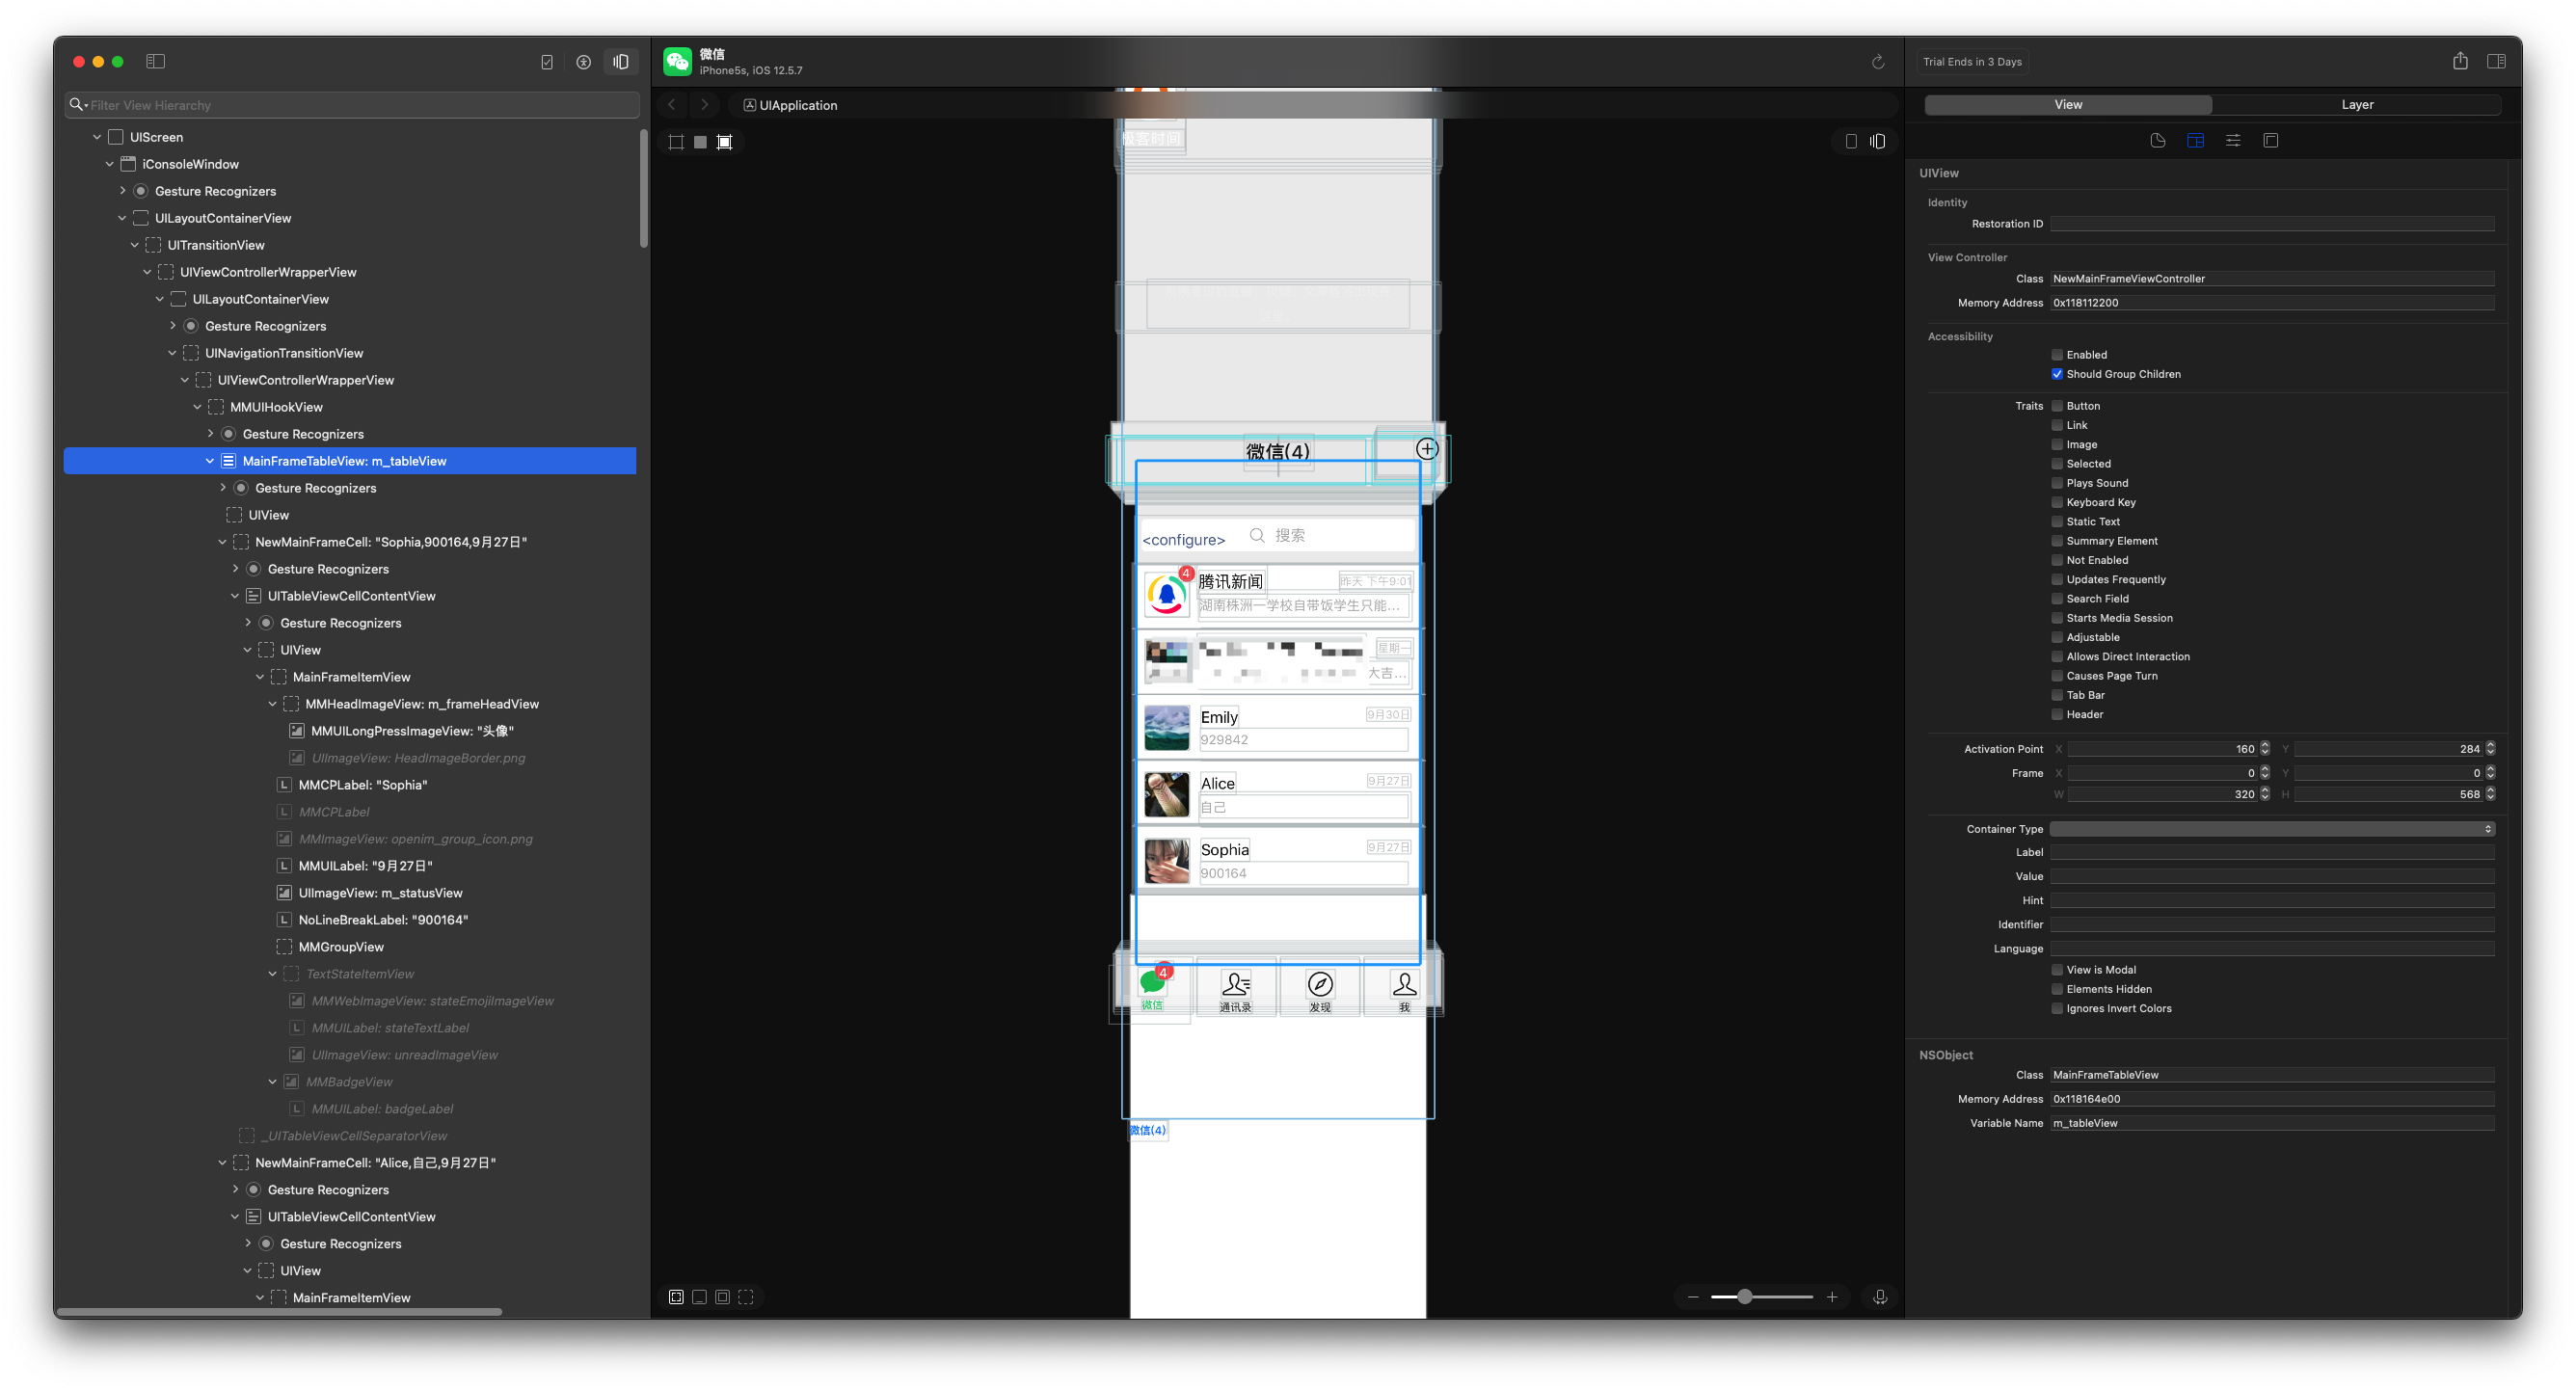 Filter View Hierarchy
UIScreen
iConsoleWindow
Gesture Recognizers
UILayoutContainerView
UITransitionView
UIViewControllerWrapperView
UILayoutContainerView
Gesture Recognizers
UINavigationTransitionView
UIViewControllerWrapperView
MMUIHookView
Gesture Recognizers
MainFrameTableView: m_tableView
Gesture Recognizers
UIView
NewMainFrameCell: "Sophia,900164,9月27日"
Gesture Recognizers
UITableViewCellContentView
Gesture Recognizers
UIView
MainFrameItemView
MMHeadImageView: m_frameHeadView
MMUILongPressImageView: "头像"
UIImageView: HeadImageBorder.png
MMCPLabel: "Sophia"
MMCPLabel
MMImageView: openim_group_icon.png
MMUILabel: "9月27日"
UIImageView: m_statusView
NoLineBreakLabel: "900164"
MMGroupView
TextStateItemView
MMWebImageView: stateEmojiImageView
MMUILabel: stateTextLabel
UIImageView: unreadImageView
MMBadgeView
MMUILabel: badgeLabel
_UITableViewCellSeparatorView
NewMainFrameCell: "Alice,自己,9月27日"
Gesture Recognizers
UITableViewCellContentView
Gesture Recognizers
UIView
MainFrameItemView
微信
iPhone5s, iOS 12.5.7
UIApplication
极客时间
微信(4)
<configure>
搜索
4
腾讯新闻
昨天 下午9:01
湖南株洲一学校自带饭学生只能...
星期一
大吉...
Emily
9月30日
929842
Alice
9月27日
自己
Sophia
9月27日
900164
4
微信
通讯录
发现
我
微信(4)
Trial Ends in 3 Days
View
Layer
UIView
Identity
Restoration ID
View Controller
Class NewMainFrameViewController
Memory Address 0x118112200
Accessibility
Enabled
Should Group Children
Traits Button
Link
Image
Selected
Plays Sound
Keyboard Key
Static Text
Summary Element
Not Enabled
Updates Frequently
Search Field
Starts Media Session
Adjustable
Allows Direct Interaction
Causes Page Turn
Tab Bar
Header
Activation Point X 160 Y 284
Frame X 0 Y 0
W 320 H 568
Container Type
Label
Value
Hint
Identifier
Language
View is Modal
Elements Hidden
Ignores Invert Colors
NSObject
Class MainFrameTableView
Memory Address 0x118164e00
Variable Name m_tableView